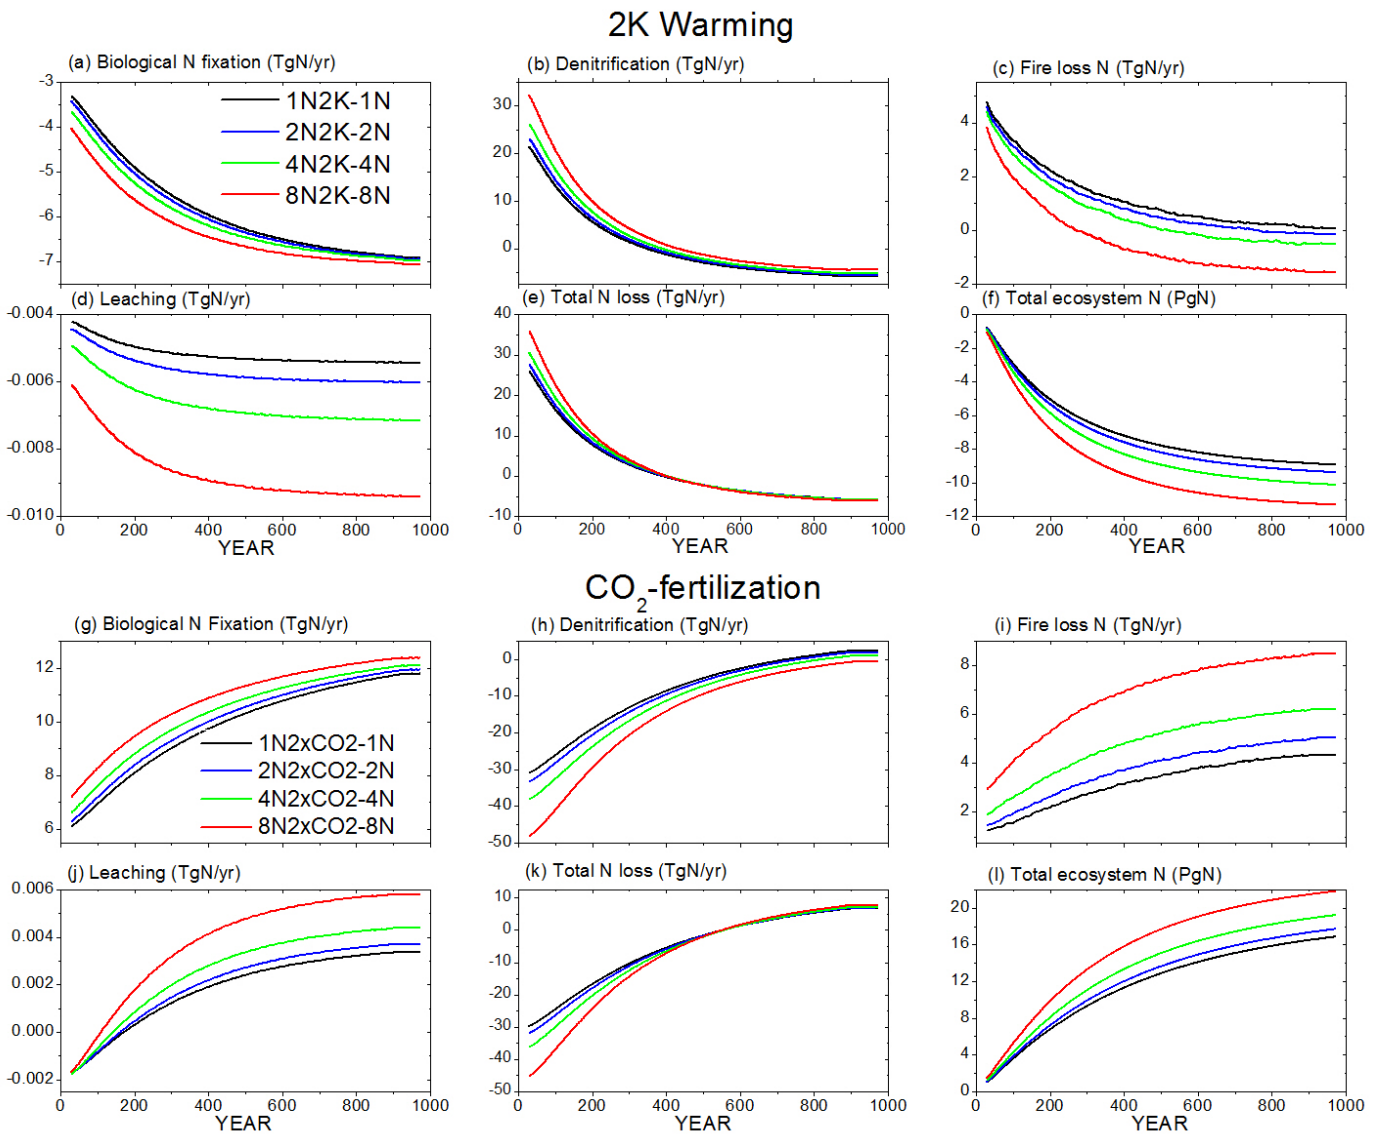 2K Warming
(a) Biological N fixation (TgN/yr)
(b) Denitrification (TgN/yr)
(c) Fire loss N (TgN/yr)
-3
-4
-5
-6
-7
1N2K-1N
2N2K-2N
4N2K-4N
8N2K-8N
30
20
10
0
4
2
0
-2
(d) Leaching (TgN/yr)
(e) Total N loss (TgN/yr)
(f) Total ecosystem N (PgN)
-0.004
-0.006
-0.008
-0.010
0 200 400 600 800 1000
YEAR
40
30
20
10
0
-10
0 200 400 600 800 1000
YEAR
0
-2
-4
-6
-8
-10
-12
0 200 400 600 800 1000
YEAR
CO2-fertilization
(g) Biological N Fixation (TgN/yr)
(h) Denitrification (TgN/yr)
(i) Fire loss N (TgN/yr)
12
10
8
6
1N2xCO2-1N
2N2xCO2-2N
4N2xCO2-4N
8N2xCO2-8N
0
-10
-20
-30
-40
-50
8
6
4
2
(j) Leaching (TgN/yr)
(k) Total N loss (TgN/yr)
(l) Total ecosystem N (PgN)
0.006
0.004
0.002
0.000
-0.002
0 200 400 600 800 1000
YEAR
10
0
-10
-20
-30
-40
-50
0 200 400 600 800 1000
YEAR
20
16
12
8
4
0
0 200 400 600 800 1000
YEAR